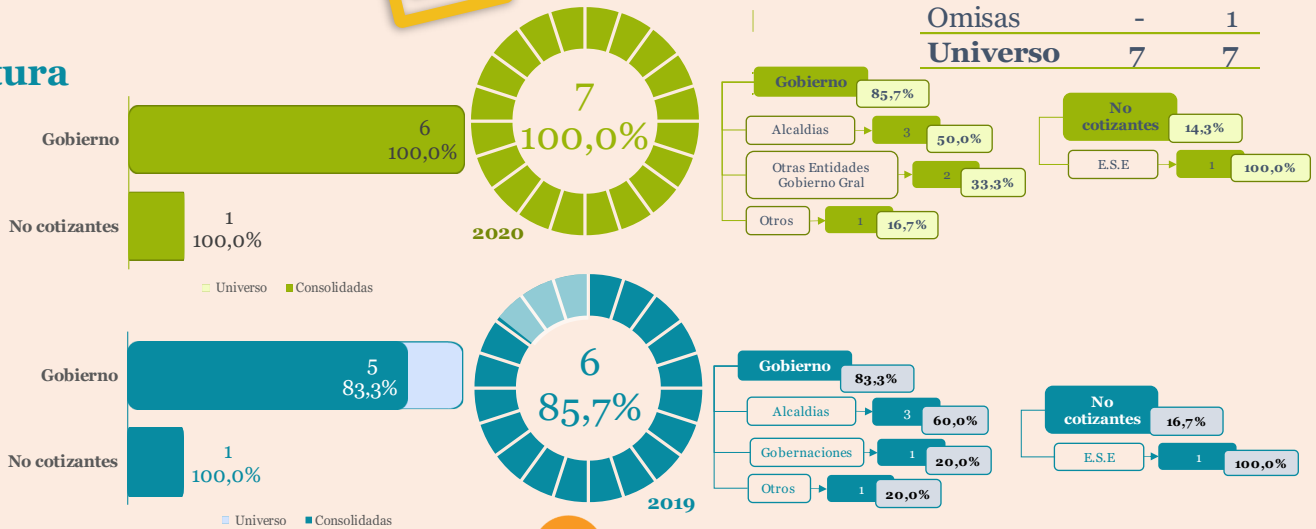 Omisas - 1
Universo 7 7
tura
Gobierno
6
100,0%
No cotizantes
1
100,0%
Universo Consolidadas
7
100,0%
2020
Gobierno
85,7%
Alcaldias
3
50,0%
Otras Entidades
Gobierno Gral
2
33,3%
Otros
1
16,7%
No
cotizantes
14,3%
E.S.E
1
100,0%
Gobierno
5
83,3%
No cotizantes
1
100,0%
Universo Consolidadas
6
85,7%
2019
Gobierno
83,3%
Alcaldias
3
60,0%
Gobernaciones
1
20,0%
Otros
1
20,0%
No
cotizantes
16,7%
E.S.E
1
100,0%